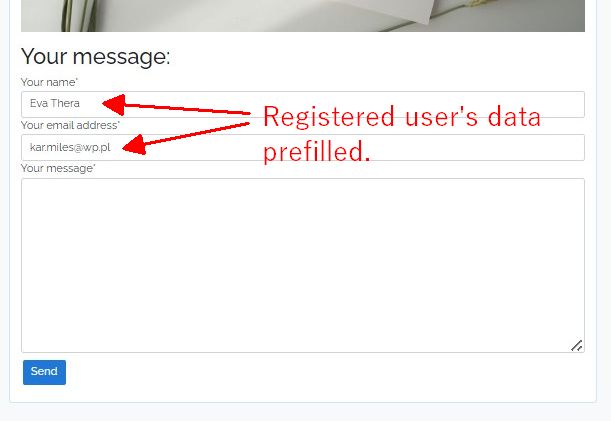 Your message:
Your name*
Eva Thera
Registered user's data
prefilled.
Your email address*
kar.miles@wp.pl
Your message*
Send